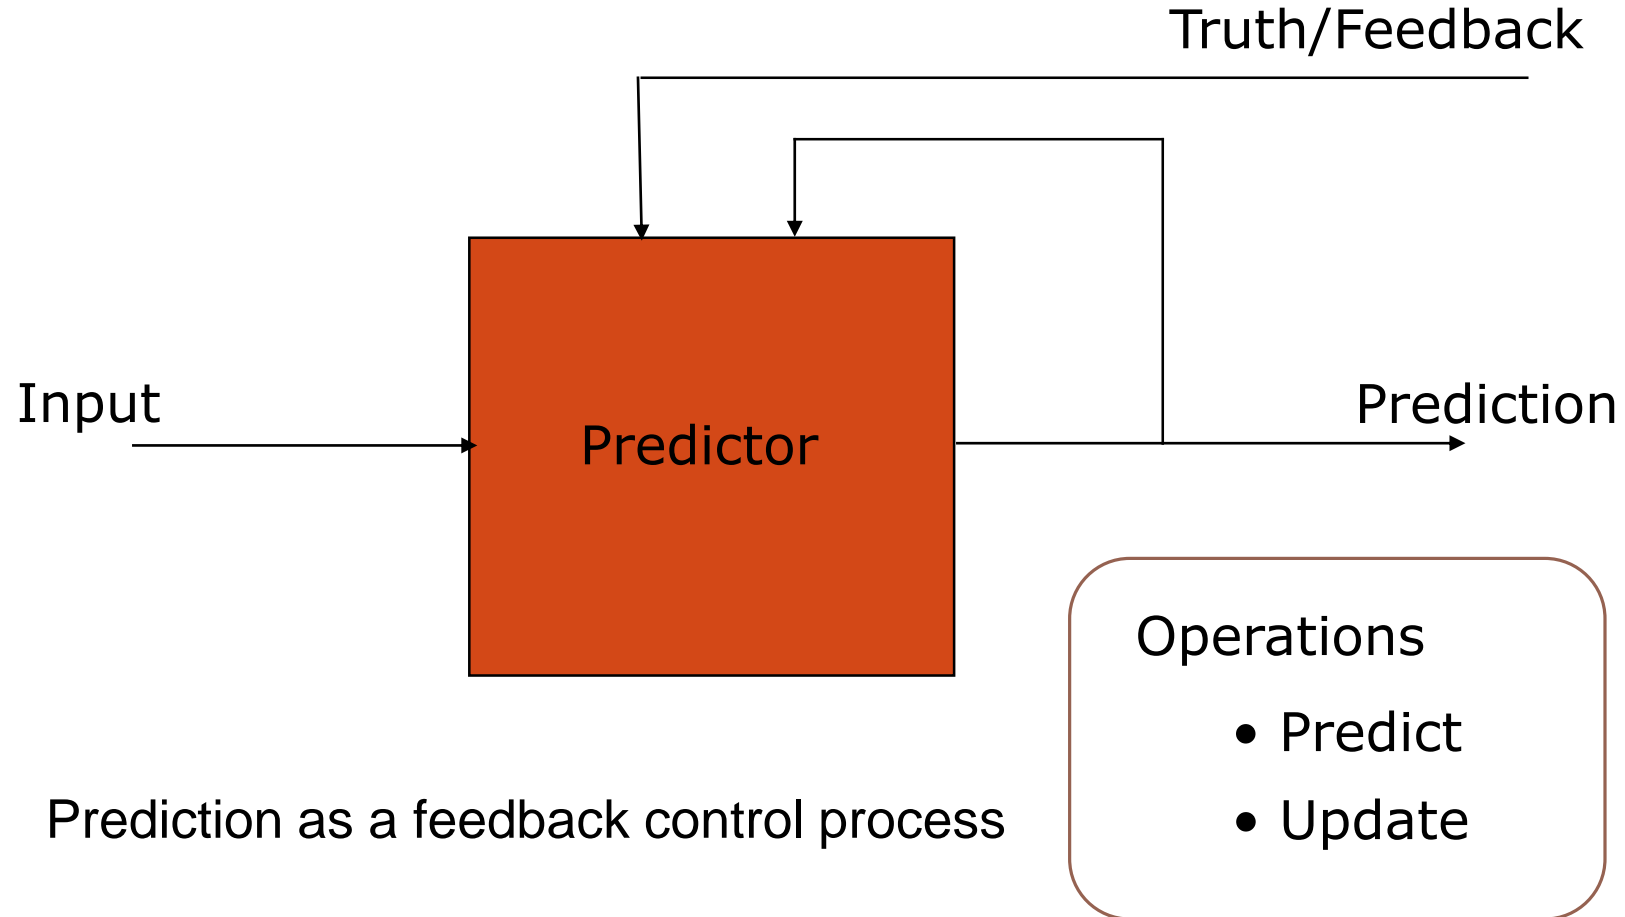 Truth/Feedback
Input
Prediction
Predictor
Operations
• Predict
• Update
Prediction as a feedback control process